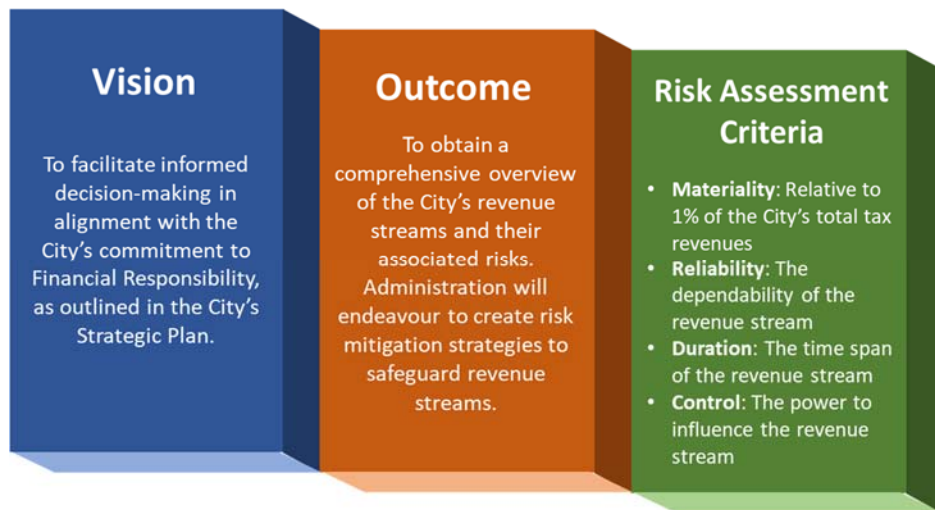 Vision
To facilitate informed
decision-making in
alignment with the
City's commitment to
Financial Responsibility,
as outlined in the City's
Strategic Plan.
Outcome
To obtain a
comprehensive overview
of the City's revenue
streams and their
associated risks.
Administration will
endeavour to create risk
mitigation strategies to
safeguard revenue
streams.
Risk Assessment
Criteria
• Materiality: Relative to
1% of the City's total tax
revenues
• Reliability: The
dependability of the
revenue stream
• Duration: The time span
of the revenue stream
• Control: The power to
influence the revenue
stream